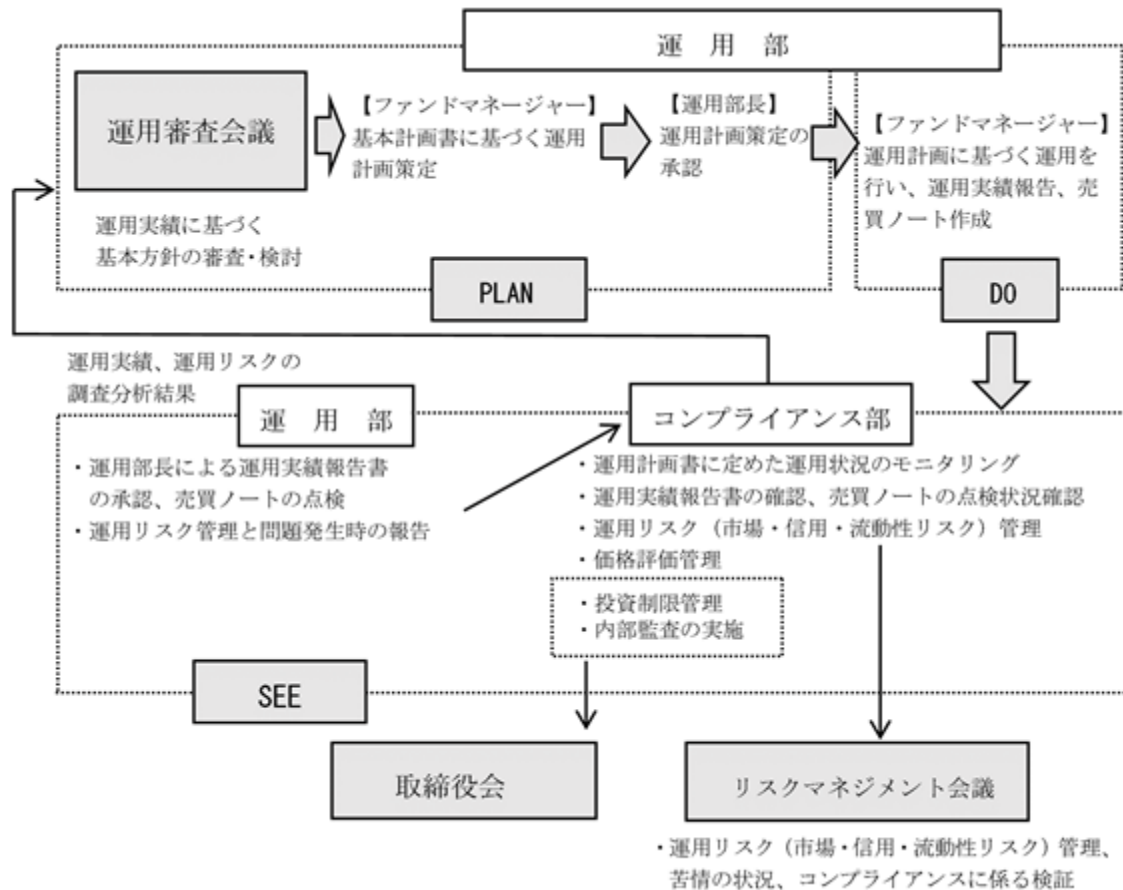 運　用　部
運用審査会議
【ファンドマネージャー】
基本計画書に基づく運用
計画策定
【運用部長】
運用計画策定の
承認
【ファンドマネージャー】
運用計画に基づく運用を
行い、運用実績報告、売
買ノート作成
運用実績に基づく
基本方針の審査・検討
PLAN
DO
運用実績、運用リスクの
調査分析結果
運　用　部
・運用部長による運用実績報告書
の承認、売買ノートの点検
・運用リスク管理と問題発生時の報告
コンプライアンス部
・運用計画書に定めた運用状況のモニタリング
・運用実績報告書の確認、売買ノートの点検状況確認
・運用リスク（市場・信用・流動性リスク）管理
・価格評価管理
・投資制限管理
・内部監査の実施
SEE
取締役会
リスクマネジメント会議
・運用リスク（市場・信用・流動性リスク）管理、
苦情の状況、コンプライアンスに係る検証